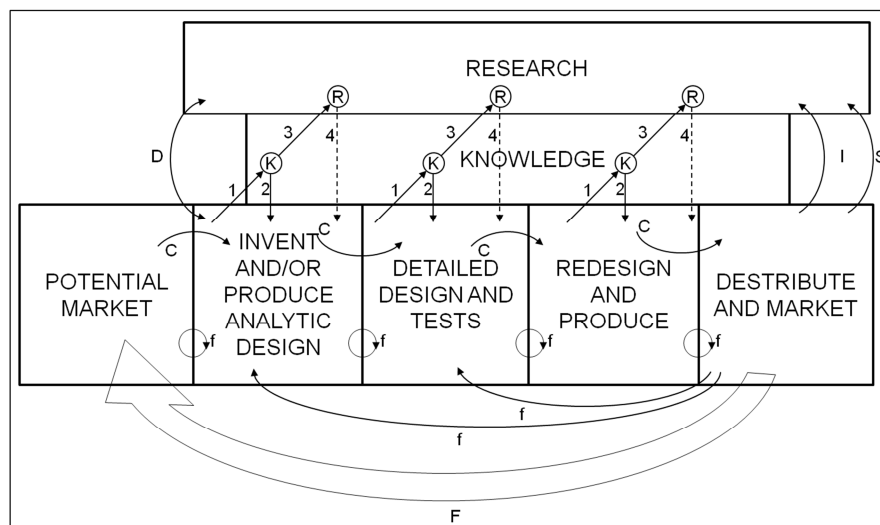 RESEARCH
R
R
R
3
4
3
4
3
4
D
K
K
KNOWLEDGE
K
I
S
1
2
1
2
1
2
C
C
C
C
POTENTIAL
MARKET
INVENT
AND/OR
PRODUCE
ANALYTIC
DESIGN
DETAILED
DESIGN AND
TESTS
REDESIGN
AND
PRODUCE
DESTRIBUTE
AND MARKET
f
f
f
f
f
f
F